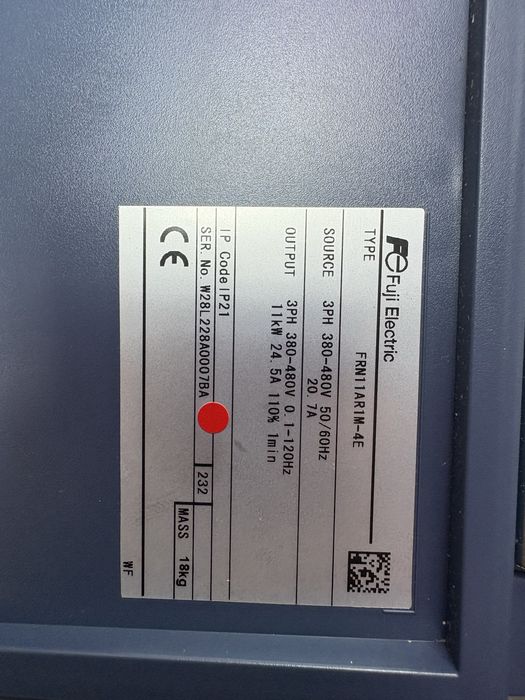 Fe Fuji Electric
TYPE FRN11AR1M-4E
SOURCE 3PH 380-480V 50/60Hz
20.7A
OUTPUT 3PH 380-480V 0.1-120Hz
11kW 24.5A 110% 1min
IP Code IP21
SER. No. W28L228A0007BA 232
MASS 18kg
CE
WF